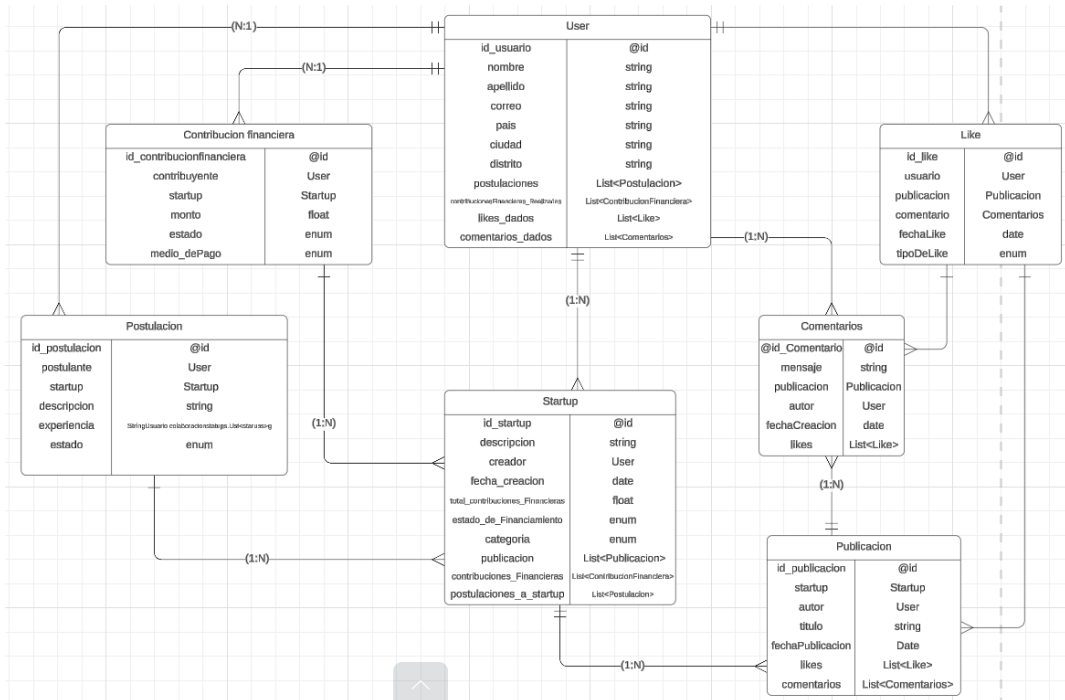 User
id_usuario @id
nombre string
apellido string
correo string
pais string
ciudad string
distrito string
postulaciones List<Postulacion>
contribucionesFinancieras_Realizadas List<ContribucionFinanciera>
likes_dados List<Like>
comentarios_dados List<Comentarios>
(N:1)
(N:1)
Contribucion financiera
id_contribucionfinanciera @id
contribuyente User
startup Startup
monto float
estado enum
medio_dePago enum
Like
id_like @id
usuario User
publicacion Publicacion
comentario Comentarios
fechaLike date
tipoDeLike enum
(1:N)
(1:N)
Postulacion
id_postulacion @id
postulante User
startup Startup
descripcion string
experiencia
estado enum
Comentarios
@id_Comentario @id
mensaje string
publicacion Publicacion
autor User
fechaCreacion date
likes List<Like>
(1:N)
(1:N)
Startup
id_startup @id
descripcion string
creador User
fecha_creacion date
total_contribuciones_Financieras float
estado_de_Financiamiento enum
categoria enum
publicacion List<Publicacion>
contribuciones_Financieras List<ContribucionFinanciera>
postulaciones_a_startup List<Postulacion>
(1:N)
(1:N)
Publicacion
id_publicacion @Id
startup Startup
autor User
titulo string
fechaPublicacion Date
likes List<Like>
comentarios List<Comentarios>